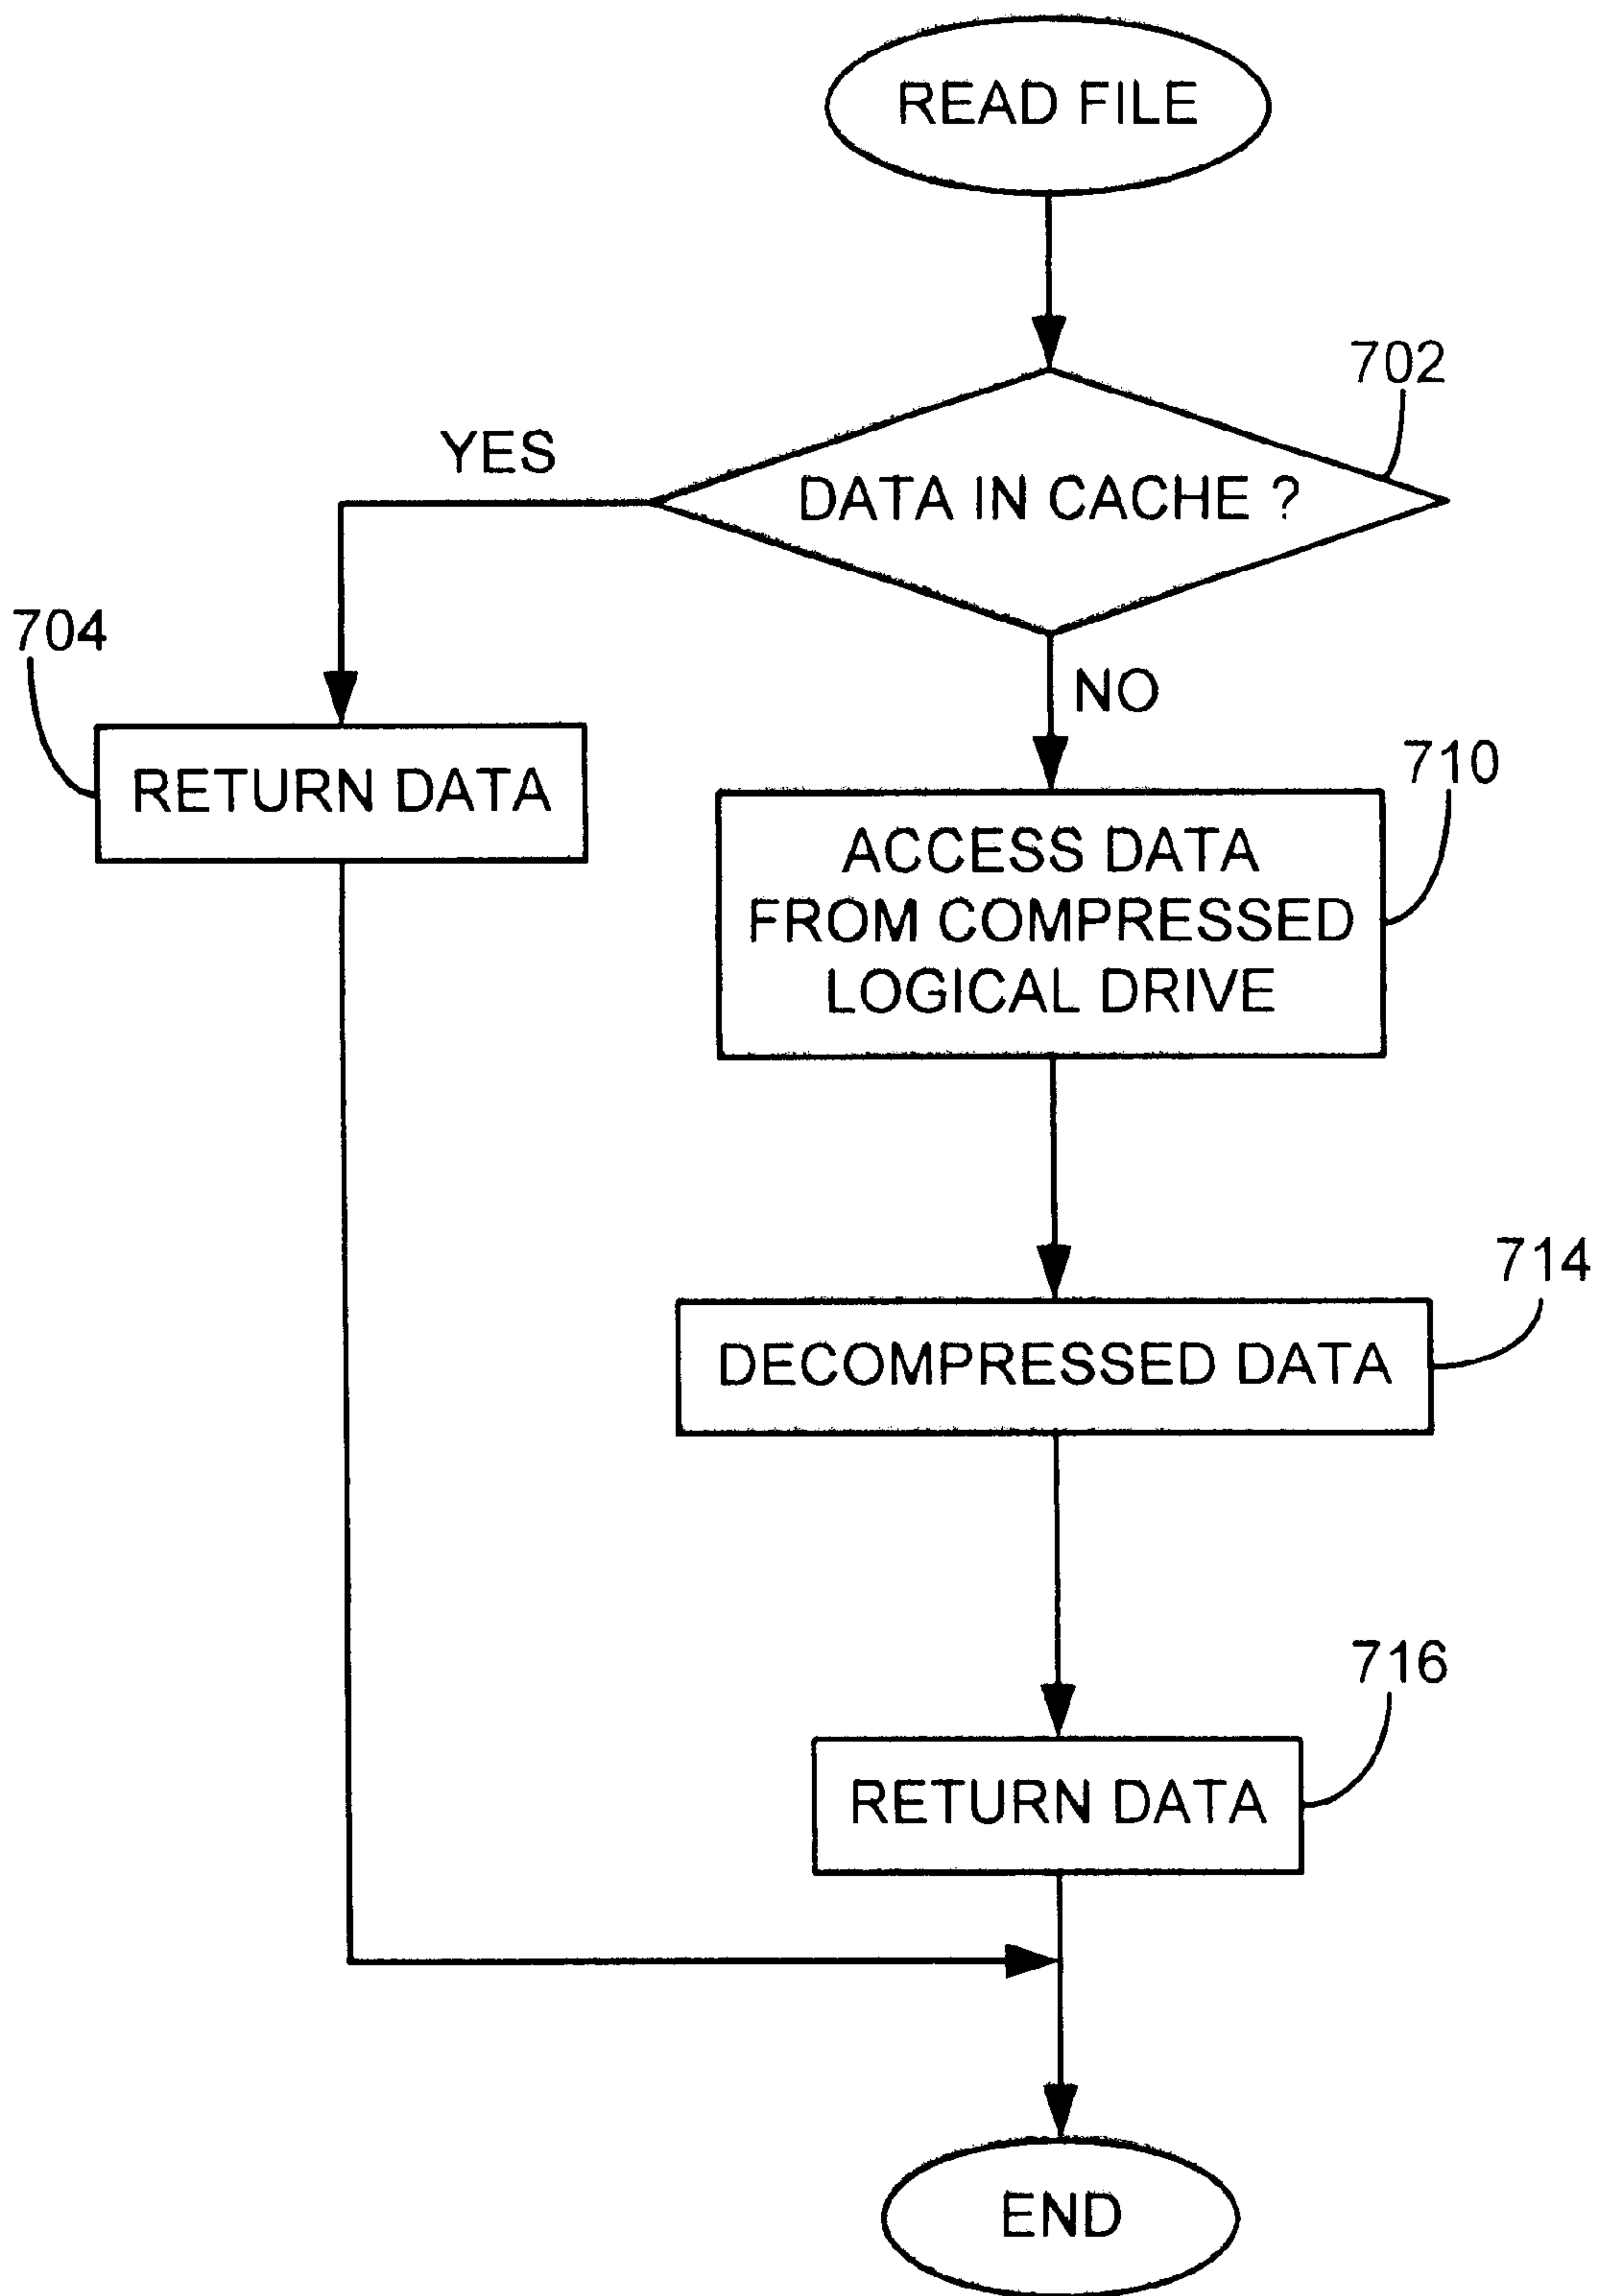 READ FILE
702
YES
DATA IN CACHE ?
704
NO
RETURN DATA
710
ACCESS DATA
FROM COMPRESSED
LOGICAL DRIVE
714
DECOMPRESSED DATA
716
RETURN DATA
END